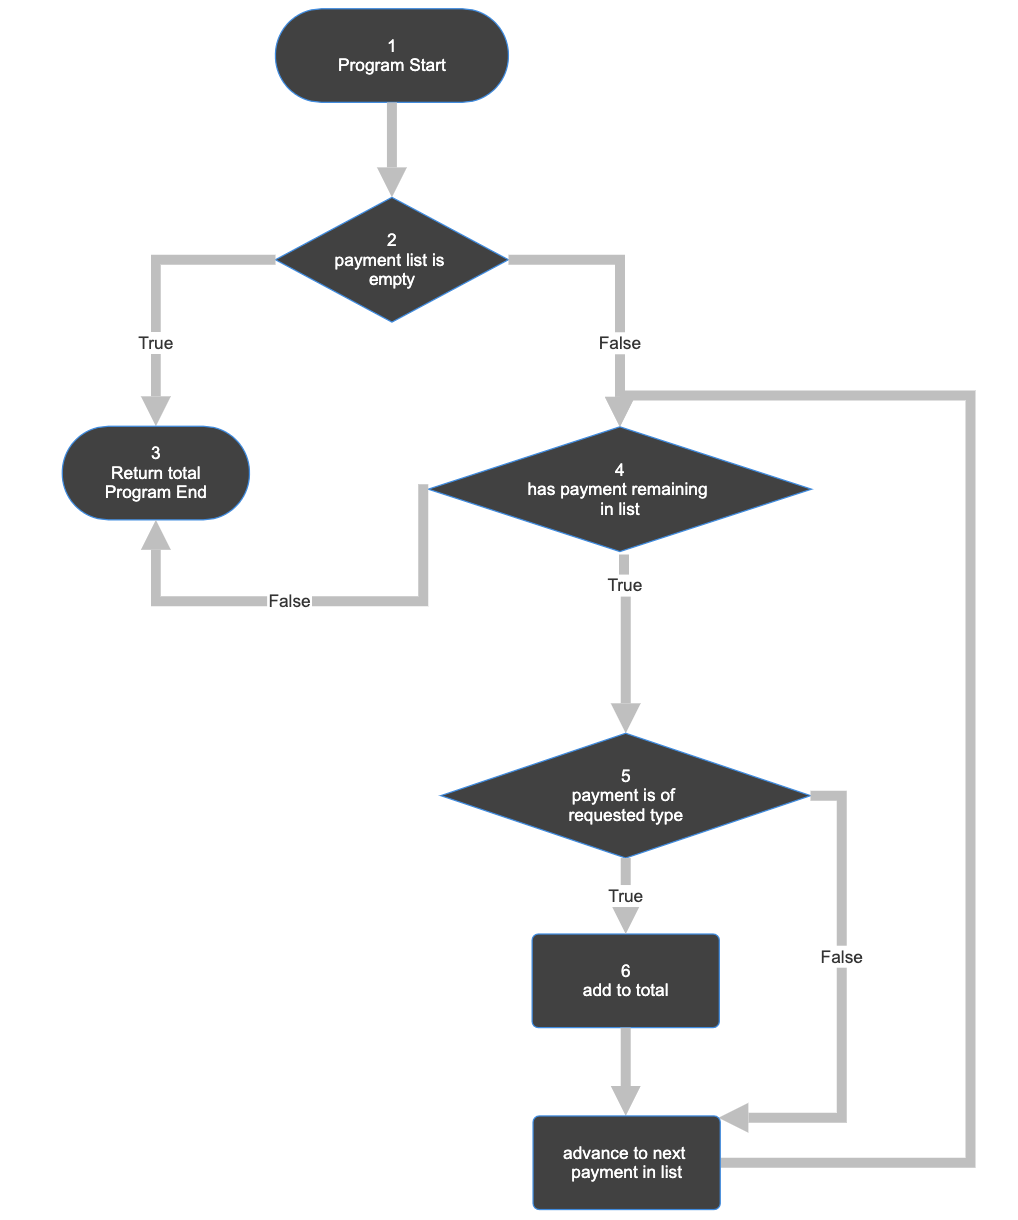 1
Program Start
2
payment list is
empty
True
False
3
Return total
Program End
4
has payment remaining
in list
True
False
5
payment is of
requested type
True
False
6
add to total
advance to next
payment in list